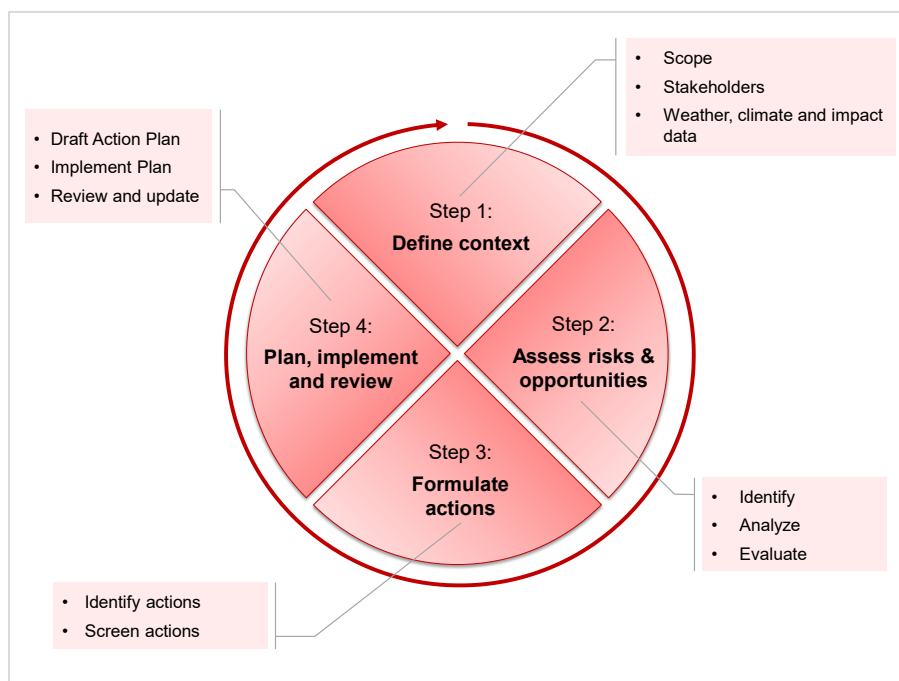 • Scope
• Stakeholders
• Weather, climate and impact
data
• Draft Action Plan
• Implement Plan
• Review and update
Step 1:
Define context
Step 2:
Assess risks &
opportunities
Step 3:
Formulate
actions
Step 4:
Plan, implement
and review
• Identify
• Analyze
• Evaluate
• Identify actions
• Screen actions